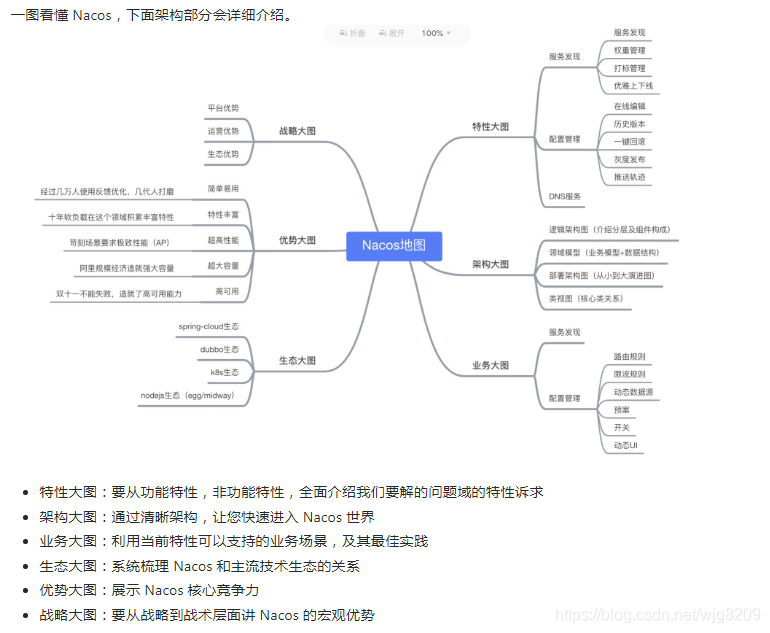 一图看懂 Nacos，下面架构部分会详细介绍。
折叠 展开 100%
Nacos地图
战略大图
平台优势
运营优势
生态优势
优势大图
经过几万人使用反馈优化，几代人打磨 简单易用
十年软负载在这个领域积累丰富特性 特性丰富
苛刻场景要求极致性能（AP） 超高性能
阿里规模经济造就强大容量 超大容量
双十一不能失败，造就了高可用能力 高可用
生态大图
spring-cloud生态
dubbo生态
k8s生态
nodejs生态（egg/midway）
特性大图
服务发现
服务发现
权重管理
打标管理
优雅上下线
配置管理
在线编辑
历史版本
一键回滚
灰度发布
推送轨迹
DNS服务
架构大图
逻辑架构图（介绍分层及组件构成）
领域模型（业务模型+数据结构）
部署架构图（从小到大演进图）
类视图（核心类关系）
业务大图
服务发现
配置管理
路由规则
限流规则
动态数据源
预案
开关
动态UI
特性大图：要从功能特性，非功能特性，全面介绍我们要解的问题域的特性诉求
架构大图：通过清晰架构，让您快速进入 Nacos 世界
业务大图：利用当前特性可以支持的业务场景，及其最佳实践
生态大图：系统梳理 Nacos 和主流技术生态的关系
优势大图：展示 Nacos 核心竞争力
战略大图：要从战略到战术层面讲 Nacos 的宏观优势
https://blog.csdn.net/wjg8209